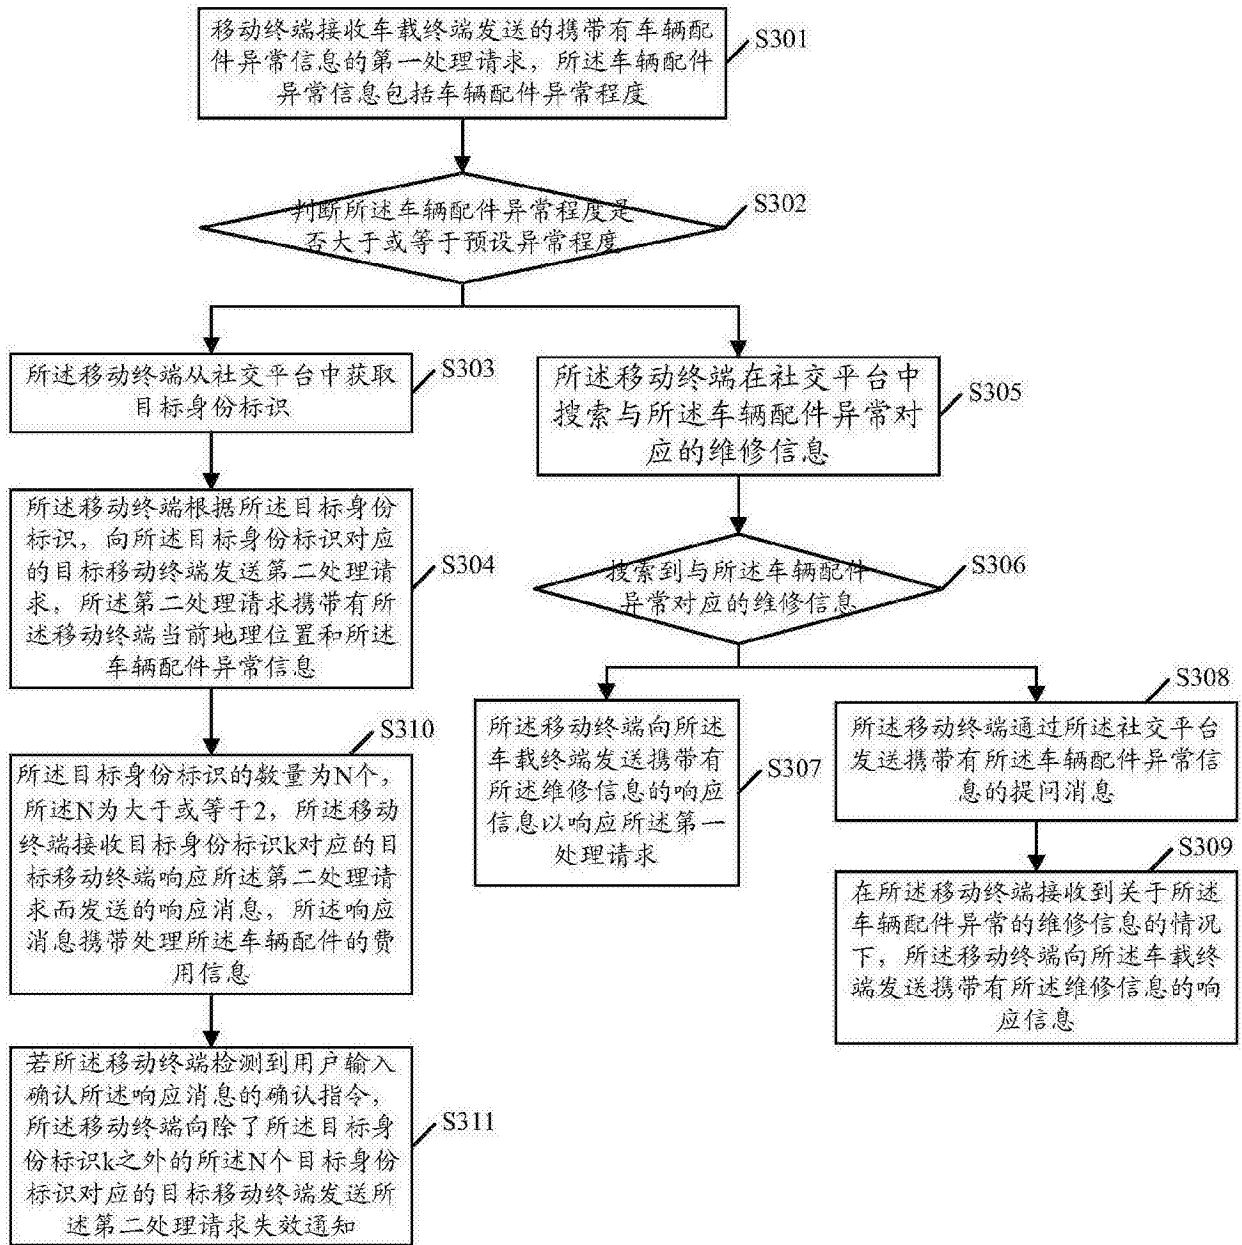 移动终端接收车载终端发送的携带有车辆配
件异常信息的第一处理请求，所述车辆配件
异常信息包括车辆配件异常程度
S301
判断所述车辆配件异常程度是
否大于或等于预设异常程度
S302
所述移动终端从社交平台中获取
目标身份标识
S303
所述移动终端在社交平台中
搜索与所述车辆配件异常对
应的维修信息
S305
所述移动终端根据所述目标身份
标识，向所述目标身份标识对应
的目标移动终端发送第二处理请
求，所述第二处理请求携带有所
述移动终端当前地理位置和所述
车辆配件异常信息
S304
搜索到与所述车辆配件
异常对应的维修信息
S306
所述移动终端向所述
车载终端发送携带有
所述维修信息的响应
信息以响应所述第一
处理请求
S307
S308
所述移动终端通过所述社交平台
发送携带有所述车辆配件异常信
息的提问消息
S309
在所述移动终端接收到关于所述
车辆配件异常的维修信息的情况
下，所述移动终端向所述车载终
端发送携带有所述维修信息的响
应信息
S310
所述目标身份标识的数量为N个，
所述N为大于或等于2，所述移动
终端接收目标身份标识k对应的目
标移动终端响应所述第二处理请
求而发送的响应消息，所述响应
消息携带处理所述车辆配件的费
用信息
若所述移动终端检测到用户输入
确认所述响应消息的确认指令，
所述移动终端向除了所述目标身
份标识k之外的所述N个目标身份
标识对应的目标移动终端发送所
述第二处理请求失效通知
S311